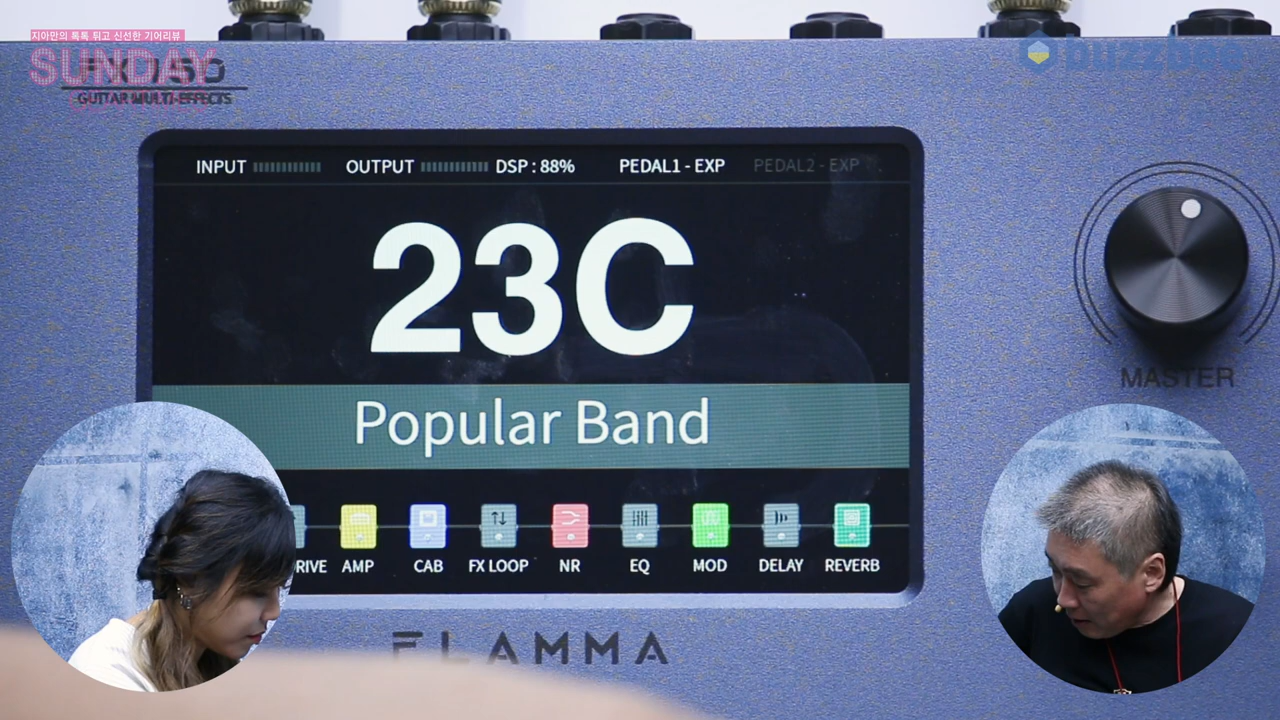 지아만의 톡톡 튀고 신선한 기어리뷰
SUNDAY
GUITAR MULTI-EFFECTS
buzzbee
INPUT OUTPUT DSP : 88% PEDAL1 - EXP PEDAL2 - EXP
23C
Popular Band
MASTER
RIVE AMP CAB FX LOOP NR EQ MOD DELAY REVERB
FLAMMA